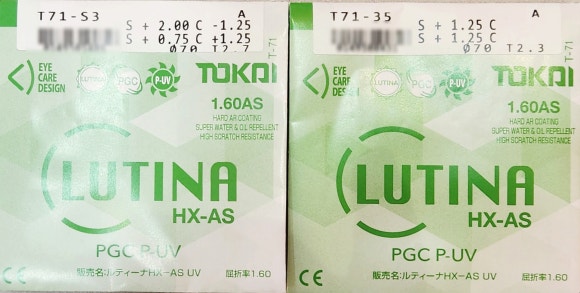 T71-S3 A
S + 2.00 C -1.25
S + 0.75 C +1.25
Ø70 T2.7
T-71
EYE
CARE
DESIGN
LUTINA
PGC
P-UV
TOKAI
1.60AS
HARD AR COATING
SUPER WATER & OIL REPELLENT
HIGH SCRATCH RESISTANCE
LUTINA
HX-AS
PGC P-UV
CE
販売名:ルティーナHX-AS UV 屈折率1.60
T71-35 A
S + 1.25 C
S + 1.25 C
Ø70 T2.3
T-71
EYE
CARE
DESIGN
LUTINA
PGC
P-UV
TOKAI
1.60AS
HARD AR COATING
SUPER WATER & OIL REPELLENT
HIGH SCRATCH RESISTANCE
LUTINA
HX-AS
PGC P-UV
CE
販売名:ルティーナHX-AS UV 屈折率1.60